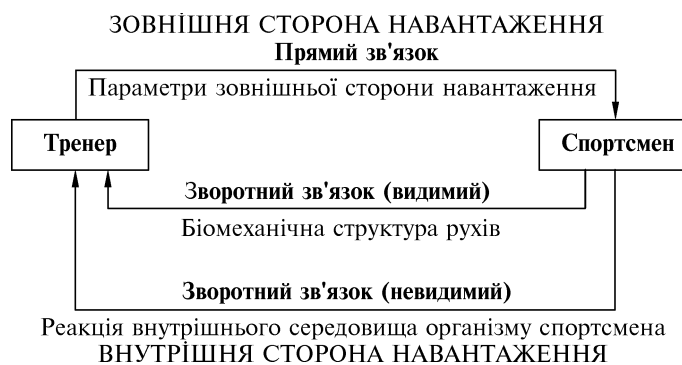 ЗОВНІШНЯ СТОРОНА НАВАНТАЖЕННЯ
Прямий зв'язок
Параметри зовнішньої сторони навантаження
Тренер
Спортсмен
Зворотний зв'язок (видимий)
Біомеханічна структура рухів
Зворотний зв'язок (невидимий)
Реакція внутрішнього середовища організму спортсмена
ВНУТРІШНЯ СТОРОНА НАВАНТАЖЕННЯ